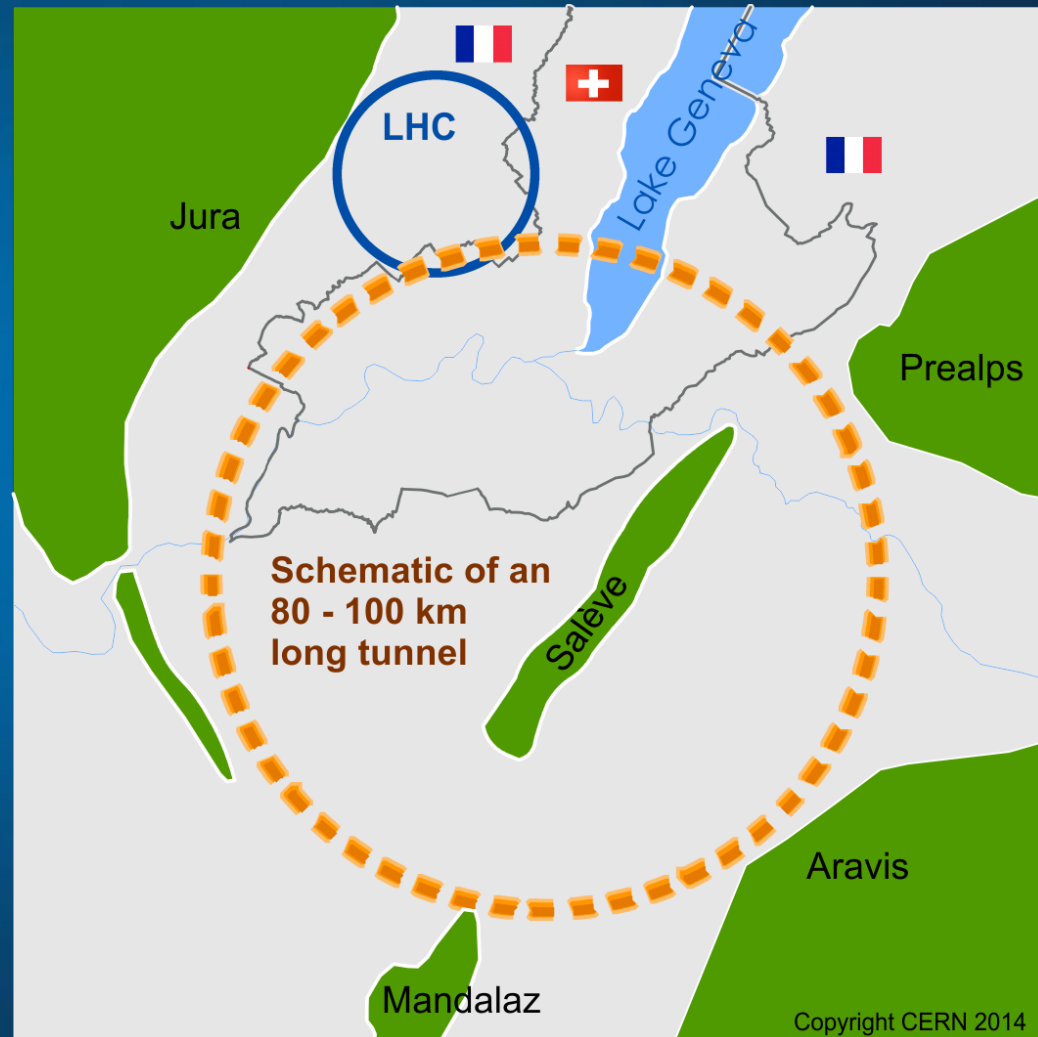 LHC
Lake Geneva
Jura
Prealps
Schematic of an
80 - 100 km
long tunnel
Salève
Aravis
Mandalaz
Copyright CERN 2014